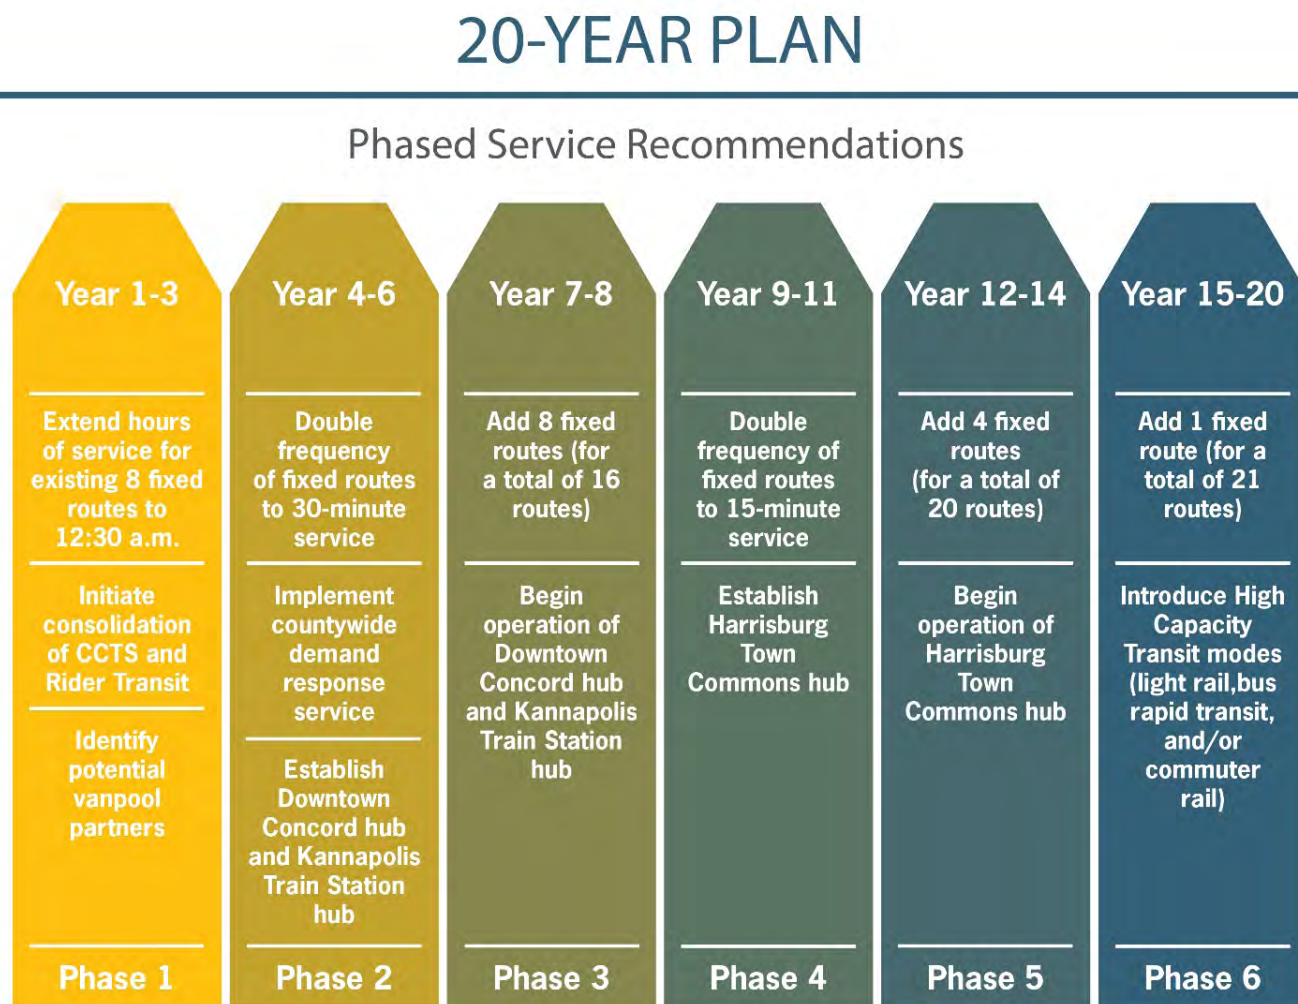 20-YEAR PLAN
Phased Service Recommendations
Year 1-3
Extend hours
of service for
existing 8 fixed
routes to
12:30 a.m.
Initiate
consolidation
of CCTS and
Rider Transit
Identify
potential
vanpool
partners
Phase 1
Year 4-6
Double
frequency
of fixed routes
to 30-minute
service
Implement
countywide
demand
response
service
Establish
Downtown
Concord hub
and Kannapolis
Train Station
hub
Phase 2
Year 7-8
Add 8 fixed
routes (for
a total of 16
routes)
Begin
operation of
Downtown
Concord hub
and Kannapolis
Train Station
hub
Phase 3
Year 9-11
Double
frequency of
fixed routes
to 15-minute
service
Establish
Harrisburg
Town
Commons hub
Phase 4
Year 12-14
Add 4 fixed
routes
(for a total of
20 routes)
Begin
operation of
Harrisburg
Town
Commons hub
Phase 5
Year 15-20
Add 1 fixed
route (for a
total of 21
routes)
Introduce High
Capacity
Transit modes
(light rail,bus
rapid transit,
and/or
commuter
rail)
Phase 6